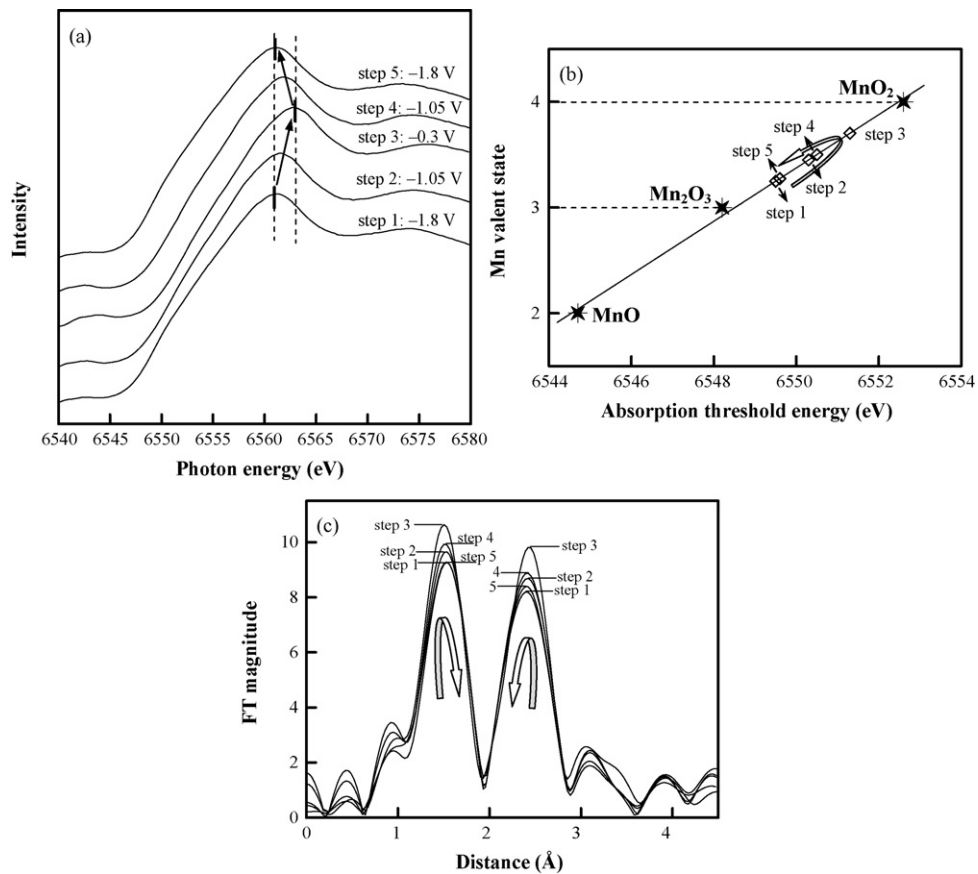 (a)
step 5: –1.8 V
step 4: –1.05 V
step 3: –0.3 V
step 2: –1.05 V
step 1: –1.8 V
Intensity
6540 6545 6550 6555 6560 6565 6570 6575 6580
Photon energy (eV)
(b)
MnO₂
4
step 4
step 3
step 5
step 2
Mn₂O₃
3
step 1
Mn valent state
2
MnO
6544 6546 6548 6550 6552 6554
Absorption threshold energy (eV)
(c)
step 3
10
step 4
step 3
step 2
step 5
4
step 2
step 1
5
step 1
8
6
4
2
0
FT magnitude
0 1 2 3 4
Distance (Å)